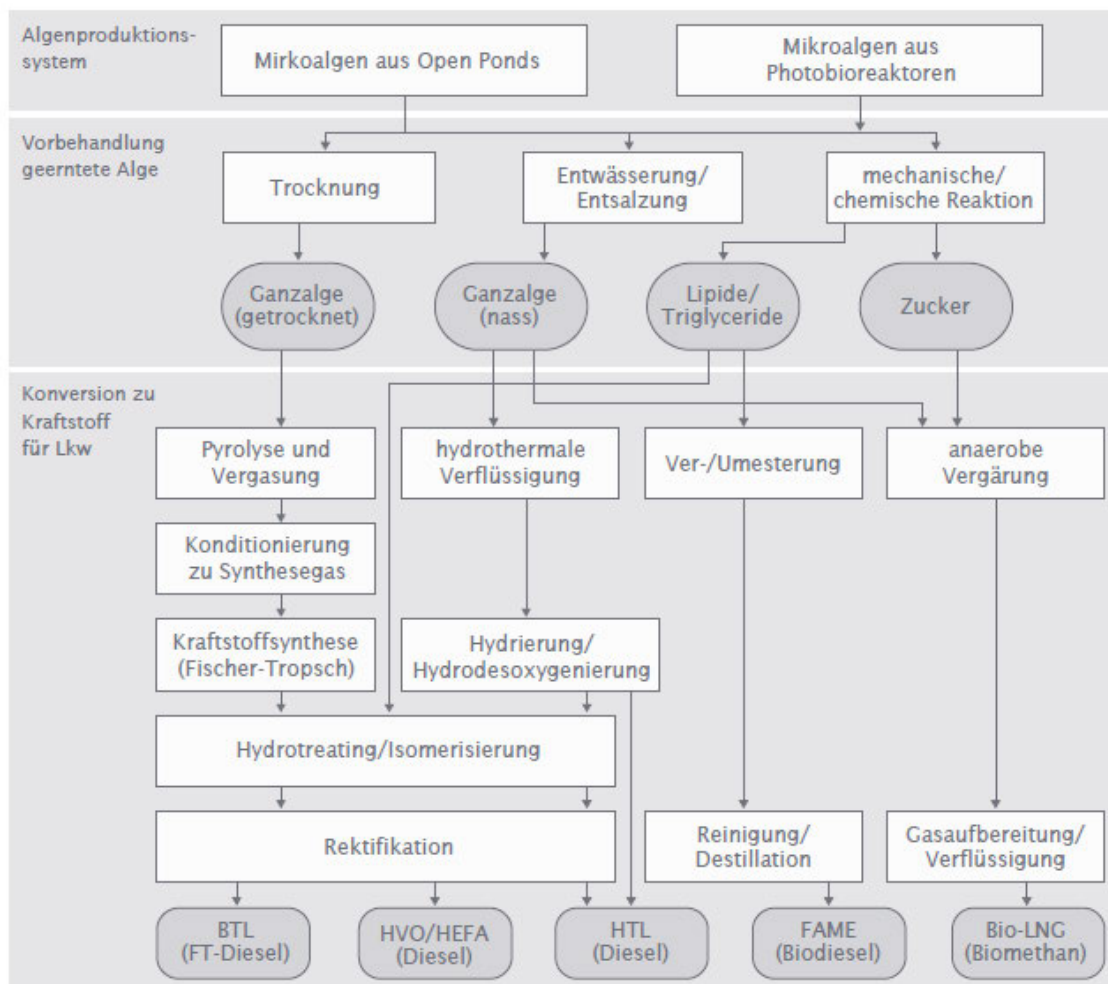 Algenproduktions-
system
Mirkoalgen aus Open Ponds
Mikroalgen aus
Photobioreaktoren
Vorbehandlung
geerntete Alge
Trocknung
Entwässerung/
Entsalzung
mechanische/
chemische Reaktion
Ganzalge
(getrocknet)
Ganzalge
(nass)
Lipide/
Triglyceride
Zucker
Konversion zu
Kraftstoff
für Lkw
Pyrolyse und
Vergasung
hydrothermale
Verflüssigung
Ver-/Umesterung
anaerobe
Vergärung
Konditionierung
zu Synthesegas
Kraftstoffsynthese
(Fischer-Tropsch)
Hydrierung/
Hydrodesoxygenierung
Hydrotreating/Isomerisierung
Rektifikation
Reinigung/
Destillation
Gasaufbereitung/
Verflüssigung
BTL
(FT-Diesel)
HVO/HEFA
(Diesel)
HTL
(Diesel)
FAME
(Biodiesel)
Bio-LNG
(Biomethan)